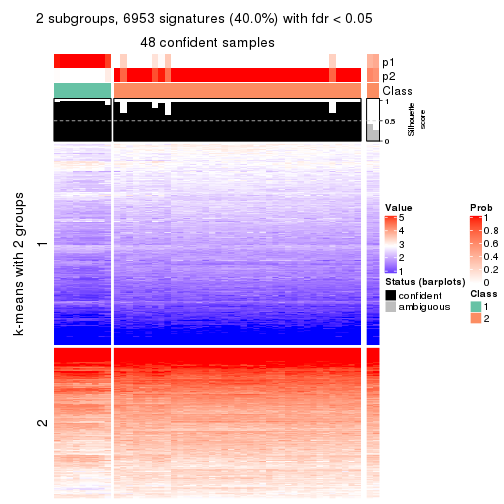 2 subgroups, 6953 signatures (40.0%) with fdr < 0.05
48 confident samples
p1
p2
Class
1
0.5
0
Silhouette
score
k-means with 2 groups
1
2
Value
5
4
3
2
1
Status (barplots)
confident
ambiguous
Prob
1
0.8
0.6
0.4
0.2
0
Class
1
2